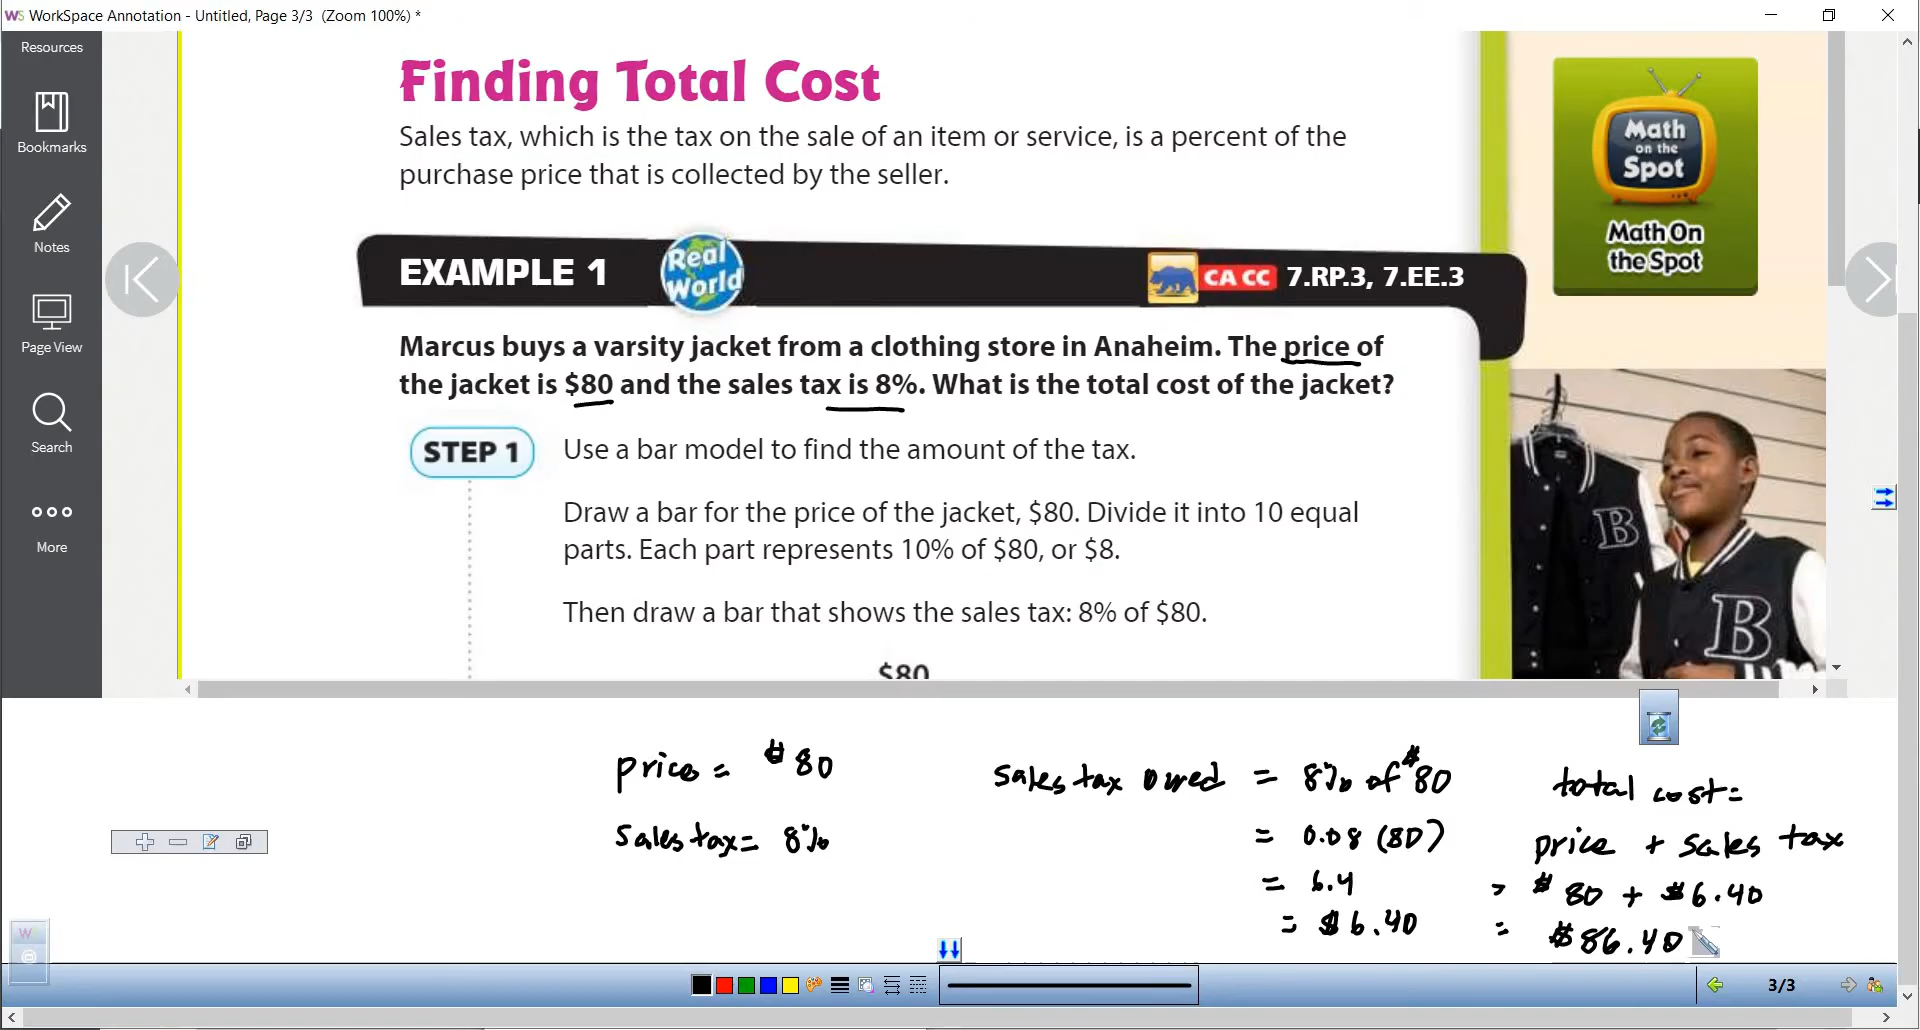 WS WorkSpace Annotation - Untitled, Page 3/3 (Zoom 100%) *
Resources
Bookmarks
Notes
Page View
Search
More
Finding Total Cost
Sales tax, which is the tax on the sale of an item or service, is a percent of the
purchase price that is collected by the seller.
Math
on the
Spot
Math On
the Spot
EXAMPLE 1
Real
World
CA CC 7.RP.3, 7.EE.3
Marcus buys a varsity jacket from a clothing store in Anaheim. The price of
the jacket is $80 and the sales tax is 8%. What is the total cost of the jacket?
STEP 1
Use a bar model to find the amount of the tax.
Draw a bar for the price of the jacket, $80. Divide it into 10 equal
parts. Each part represents 10% of $80, or $8.
Then draw a bar that shows the sales tax: 8% of $80.
$80
B
B
price = $80
sales tax = 8%
sales tax owed = 8% of $80
= 0.08 (80)
= 6.4
= $6.40
total cost =
price + sales tax
= $80 + $6.40
= $86.40
W
@
3/3